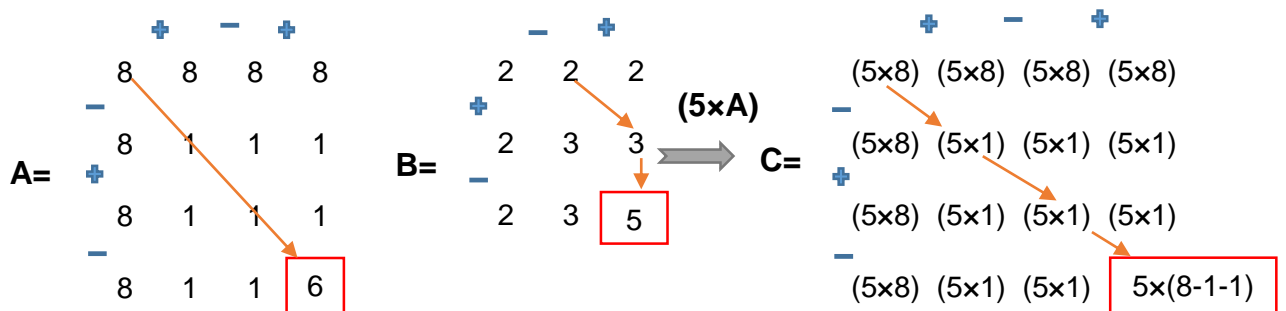 + − +
− +
+ − +
8 8 8 8
2 2 2
(5×8) (5×8) (5×8) (5×8)
−
+
(5×A)
−
8 1 1 1
2 3 3
(5×8) (5×1) (5×1) (5×1)
A=
+
B=
−
C=
+
8 1 1 1
2 3 5
(5×8) (5×1) (5×1) (5×1)
−
−
8 1 1 6
(5×8) (5×1) (5×1) 5×(8-1-1)